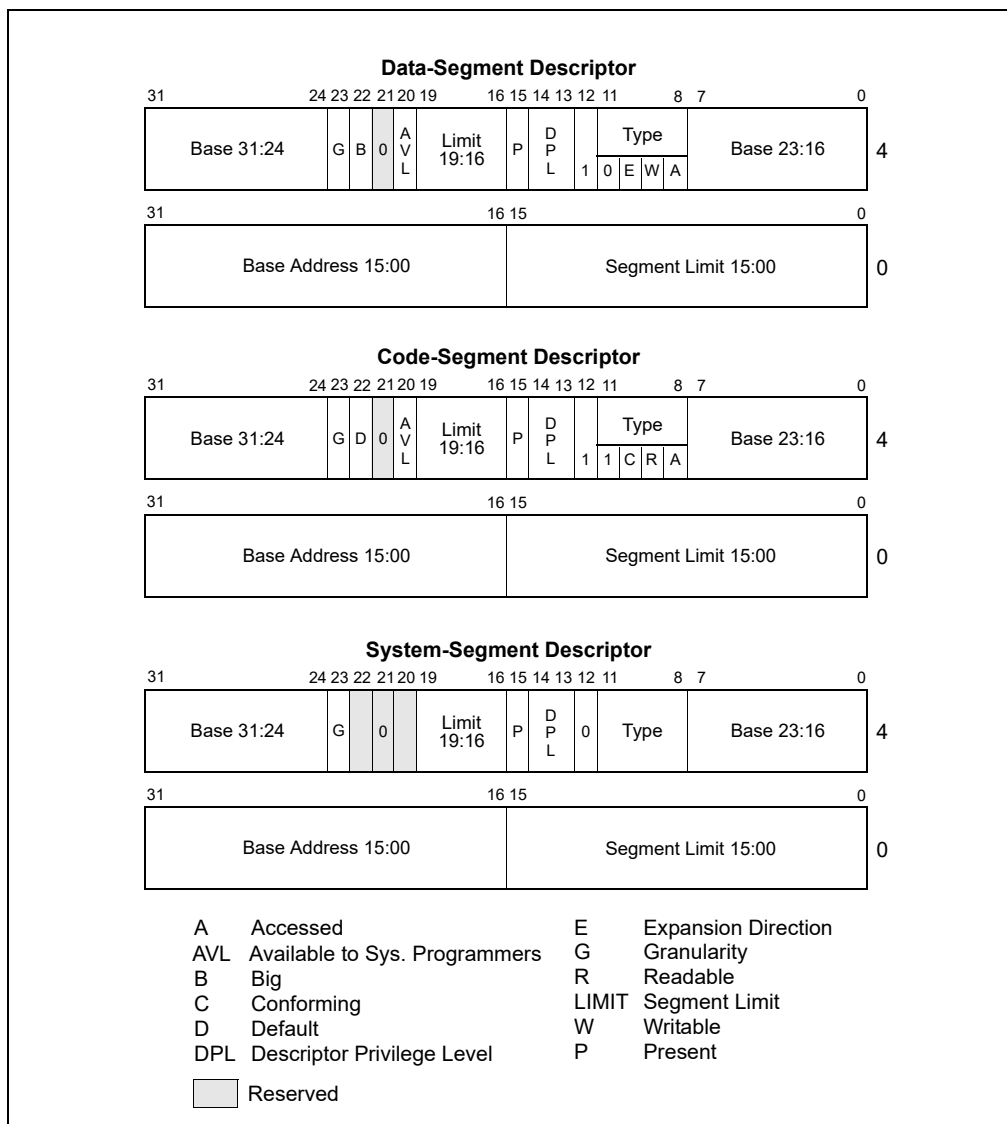 Data-Segment Descriptor
31 24 23 22 21 20 19 16 15 14 13 12 11 8 7 0
Base 31:24 G B 0 AVL Limit 19:16 P DPL 1 Type 0 E W A Base 23:16 4
31 16 15 0
Base Address 15:00 Segment Limit 15:00 0
Code-Segment Descriptor
31 24 23 22 21 20 19 16 15 14 13 12 11 8 7 0
Base 31:24 G D 0 AVL Limit 19:16 P DPL 1 Type 1 C R A Base 23:16 4
31 16 15 0
Base Address 15:00 Segment Limit 15:00 0
System-Segment Descriptor
31 24 23 22 21 20 19 16 15 14 13 12 11 8 7 0
Base 31:24 G 0 Limit 19:16 P DPL 0 Type Base 23:16 4
31 16 15 0
Base Address 15:00 Segment Limit 15:00 0
A Accessed
AVL Available to Sys. Programmers
B Big
C Conforming
D Default
DPL Descriptor Privilege Level
E Expansion Direction
G Granularity
R Readable
LIMIT Segment Limit
W Writable
P Present
Reserved